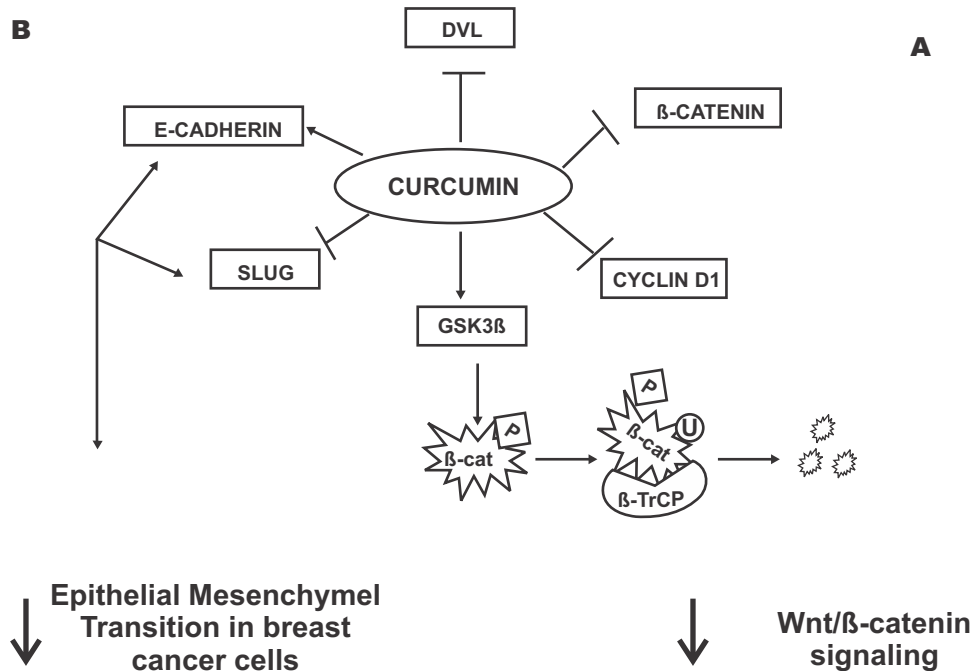 B
DVL
A
ß-CATENIN
E-CADHERIN
CURCUMIN
SLUG
CYCLIN D1
GSK3ß
P
P
ß-cat
U
ß-cat
ß-TrCP
Epithelial Mesenchymel
Transition in breast
cancer cells
Wnt/ß-catenin
signaling